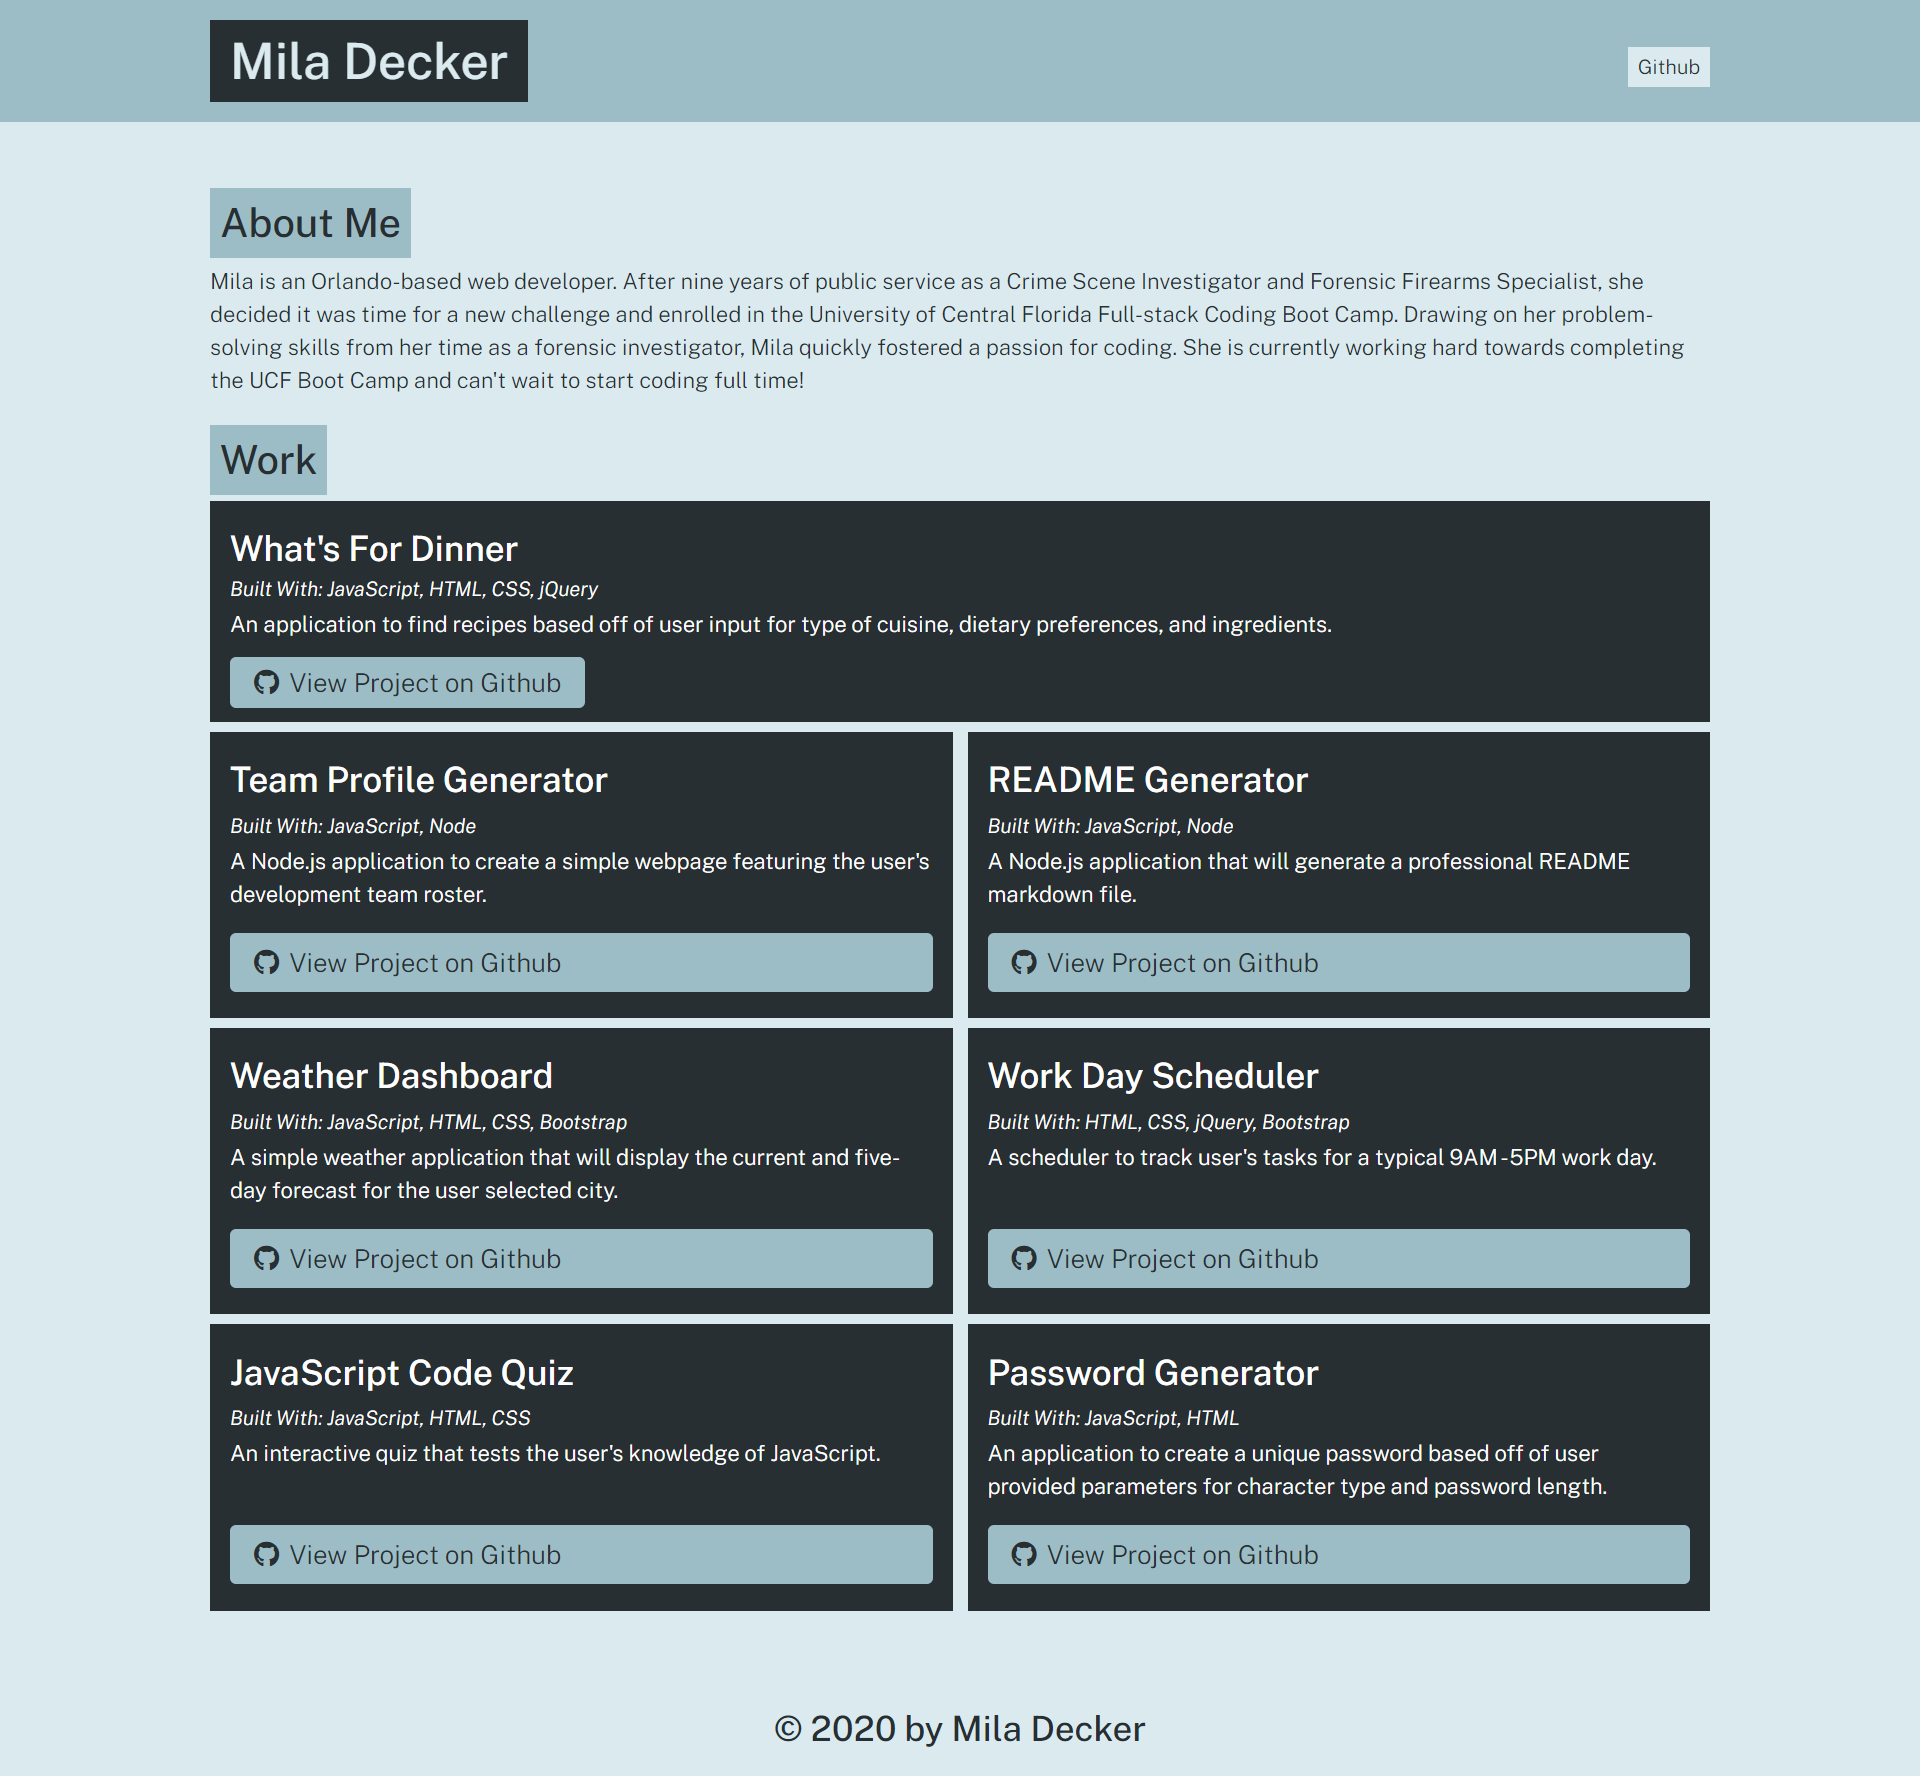 Mila Decker
Github
About Me
Mila is an Orlando-based web developer. After nine years of public service as a Crime Scene Investigator and Forensic Firearms Specialist, she
decided it was time for a new challenge and enrolled in the University of Central Florida Full-stack Coding Boot Camp. Drawing on her problem-
solving skills from her time as a forensic investigator, Mila quickly fostered a passion for coding. She is currently working hard towards completing
the UCF Boot Camp and can't wait to start coding full time!
Work
What's For Dinner
Built With: JavaScript, HTML, CSS, jQuery
An application to find recipes based off of user input for type of cuisine, dietary preferences, and ingredients.
View Project on Github
Team Profile Generator
Built With: JavaScript, Node
A Node.js application to create a simple webpage featuring the user's
development team roster.
View Project on Github
README Generator
Built With: JavaScript, Node
A Node.js application that will generate a professional README
markdown file.
View Project on Github
Weather Dashboard
Built With: JavaScript, HTML, CSS, Bootstrap
A simple weather application that will display the current and five-
day forecast for the user selected city.
View Project on Github
Work Day Scheduler
Built With: HTML, CSS, jQuery, Bootstrap
A scheduler to track user's tasks for a typical 9AM - 5PM work day.
View Project on Github
JavaScript Code Quiz
Built With: JavaScript, HTML, CSS
An interactive quiz that tests the user's knowledge of JavaScript.
View Project on Github
Password Generator
Built With: JavaScript, HTML
An application to create a unique password based off of user
provided parameters for character type and password length.
View Project on Github
© 2020 by Mila Decker